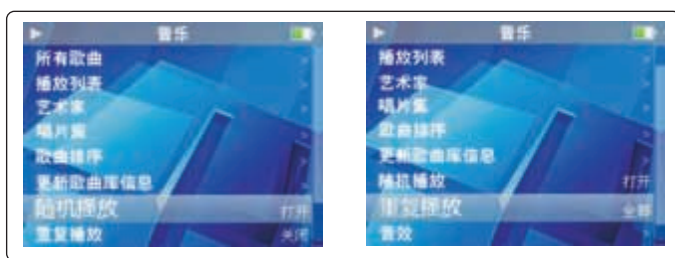 音乐
所有歌曲
播放列表
艺术家
唱片集
歌曲排序
更新歌曲库信息
随机播放 打开
重复播放 关闭
音乐
播放列表
艺术家
唱片集
歌曲排序
更新歌曲库信息
随机播放 打开
重复播放 全部
音效